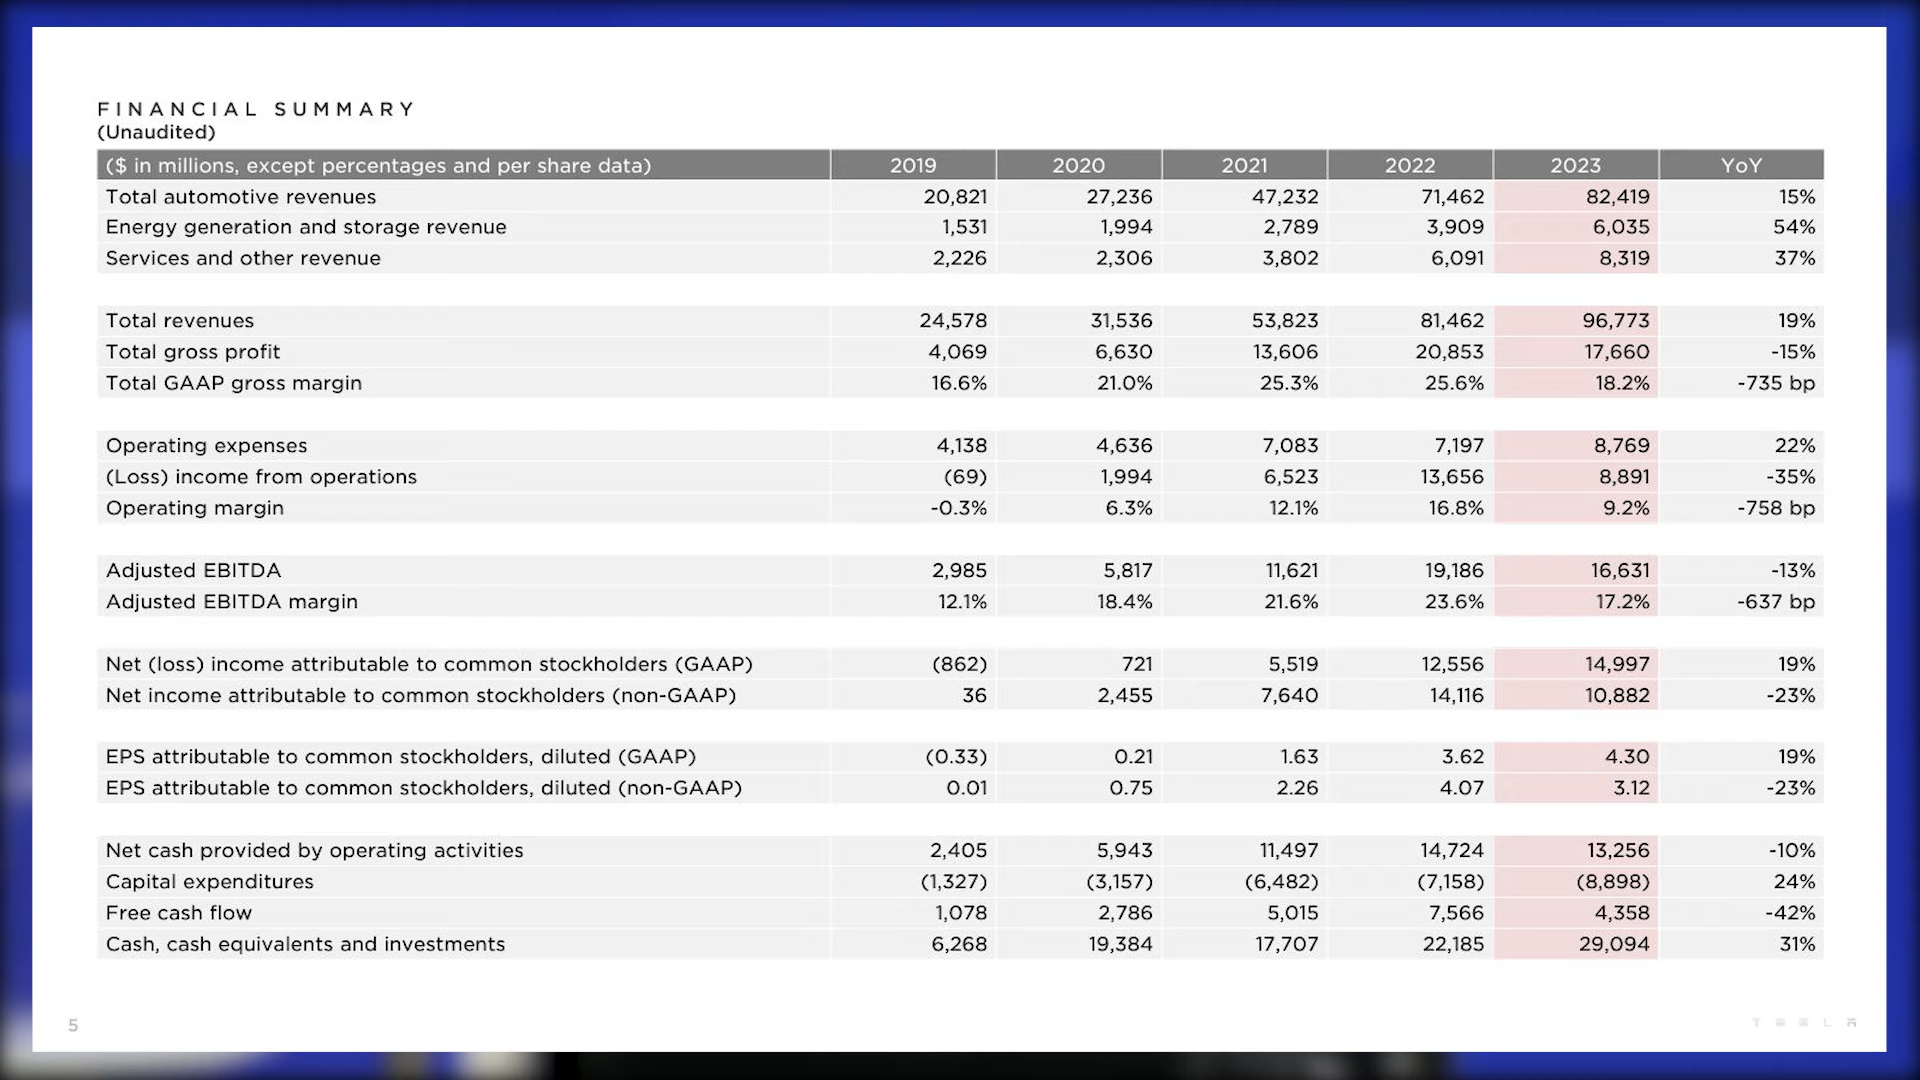 FINANCIAL SUMMARY
(Unaudited)
($ in millions, except percentages and per share data) 2019 2020 2021 2022 2023 YoY
Total automotive revenues 20,821 27,236 47,232 71,462 82,419 15%
Energy generation and storage revenue 1,531 1,994 2,789 3,909 6,035 54%
Services and other revenue 2,226 2,306 3,802 6,091 8,319 37%
Total revenues 24,578 31,536 53,823 81,462 96,773 19%
Total gross profit 4,069 6,630 13,606 20,853 17,660 -15%
Total GAAP gross margin 16.6% 21.0% 25.3% 25.6% 18.2% -735 bp
Operating expenses 4,138 4,636 7,083 7,197 8,769 22%
(Loss) income from operations (69) 1,994 6,523 13,656 8,891 -35%
Operating margin -0.3% 6.3% 12.1% 16.8% 9.2% -758 bp
Adjusted EBITDA 2,985 5,817 11,621 19,186 16,631 -13%
Adjusted EBITDA margin 12.1% 18.4% 21.6% 23.6% 17.2% -637 bp
Net (loss) income attributable to common stockholders (GAAP) (862) 721 5,519 12,556 14,997 19%
Net income attributable to common stockholders (non-GAAP) 36 2,455 7,640 14,116 10,882 -23%
EPS attributable to common stockholders, diluted (GAAP) (0.33) 0.21 1.63 3.62 4.30 19%
EPS attributable to common stockholders, diluted (non-GAAP) 0.01 0.75 2.26 4.07 3.12 -23%
Net cash provided by operating activities 2,405 5,943 11,497 14,724 13,256 -10%
Capital expenditures (1,327) (3,157) (6,482) (7,158) (8,898) 24%
Free cash flow 1,078 2,786 5,015 7,566 4,358 -42%
Cash, cash equivalents and investments 6,268 19,384 17,707 22,185 29,094 31%
5 TESLA